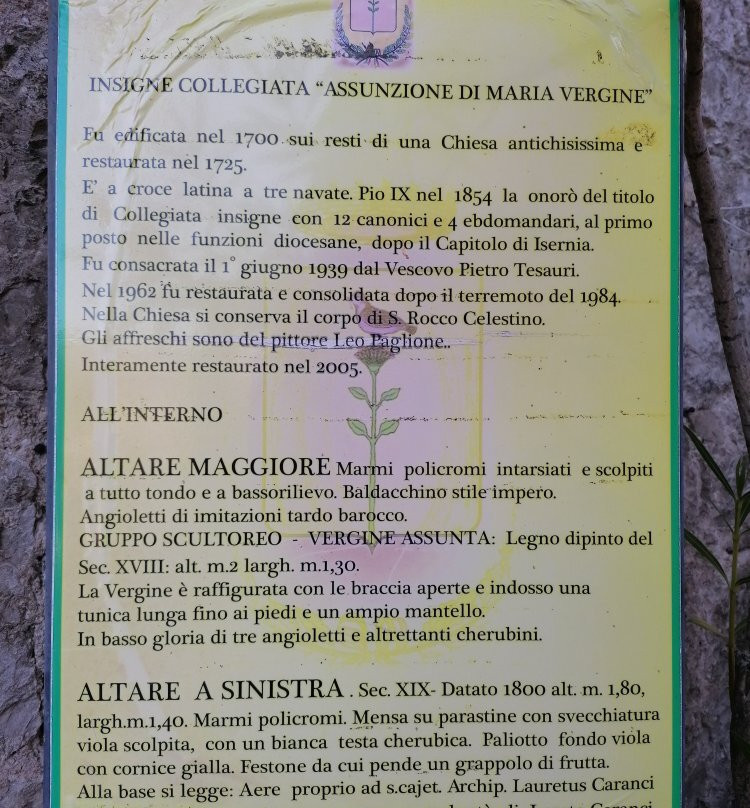 INSIGNE COLLEGIATA “ASSUNZIONE DI MARIA VERGINE”
Fu edificata nel 1700 sui resti di una Chiesa antichisissima e
restaurata nel 1725.
E’ a croce latina a tre navate. Pio IX nel 1854 la onorò del titolo
di Collegiata insigne con 12 canonici e 4 ebdomandari, al primo
posto nelle funzioni diocesane, dopo il Capitolo di Isernia.
Fu consacrata il 1° giugno 1939 dal Vescovo Pietro Tesauri.
Nel 1962 fu restaurata e consolidata dopo il terremoto del 1984.
Nella Chiesa si conserva il corpo di S. Rocco Celestino.
Gli affreschi sono del pittore Leo Paglione..
Interamente restaurato nel 2005.
ALL’INTERNO
ALTARE MAGGIORE Marmi policromi intarsiati e scolpiti
a tutto tondo e a bassorilievo. Baldacchino stile impero.
Angioletti di imitazioni tardo barocco.
GRUPPO SCULTOREO - VERGINE ASSUNTA: Legno dipinto del
Sec. XVIII: alt. m.2 largh. m.1,30.
La Vergine è raffigurata con le braccia aperte e indosso una
tunica lunga fino ai piedi e un ampio mantello.
In basso gloria di tre angioletti e altrettanti cherubini.
ALTARE A SINISTRA . Sec. XIX- Datato 1800 alt. m. 1,80,
largh.m.1,40. Marmi policromi. Mensa su parastine con svecchiatura
viola scolpita, con un bianca testa cherubica. Paliotto fondo viola
con cornice gialla. Festone da cui pende un grappolo di frutta.
Alla base si legge: Aere proprio ad s.cajet. Archip. Lauretus Caranci